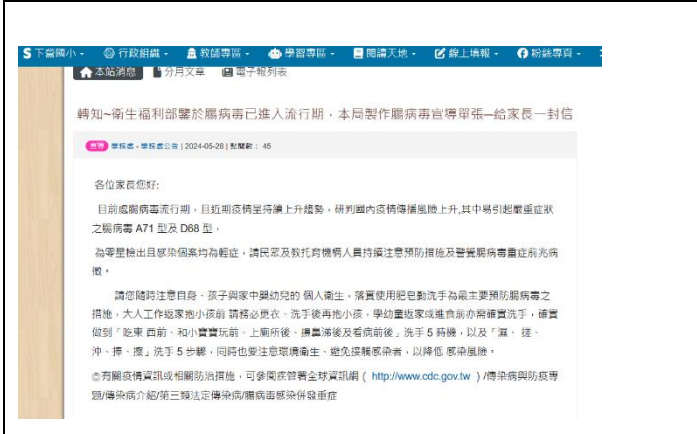 S 下營國小 行政組織 教師專區 學習專區 閱讀天地 線上填報 粉絲專頁
本站消息 分月文章 電子報列表
轉知~衛生福利部鑒於腸病毒已進入流行期，本局製作腸病毒宣導單張—給家長一封信
宣導 學務處 - 學務處公告 | 2024-05-28 | 點閱數： 45
各位家長您好:
目前處腸病毒流行期，且近期疫情呈持續上升趨勢，研判國內疫情傳播風險上升,其中易引起嚴重症狀
之腸病毒 A71 型及 D68 型，
為零星檢出且感染個案均為輕症，請民眾及教托育機構人員持續注意預防措施及警覺腸病毒重症前兆病
徵。
請您隨時注意自身、孩子與家中嬰幼兒的 個人衛生，落實使用肥皂勤洗手為最主要預防腸病毒之
措施，大人工作返家抱小孩前 請務必更衣、洗手後再抱小孩，學幼童返家或進食前亦需確實洗手，確實
做到「吃東 西前、和小寶寶玩前、上廁所後、擤鼻涕後及看病前後」洗手 5 時機，以及「濕、 搓、
沖、捧、擦」洗手 5 步驟，同時也要注意環境衛生、避免接觸感染者，以降低 感染風險。
◎有關疫情資訊或相關防治措施，可參閱疾管署全球資訊網（ http://www.cdc.gov.tw ）/傳染病與防疫專
題/傳染病介紹/第三類法定傳染病/腸病毒感染併發重症